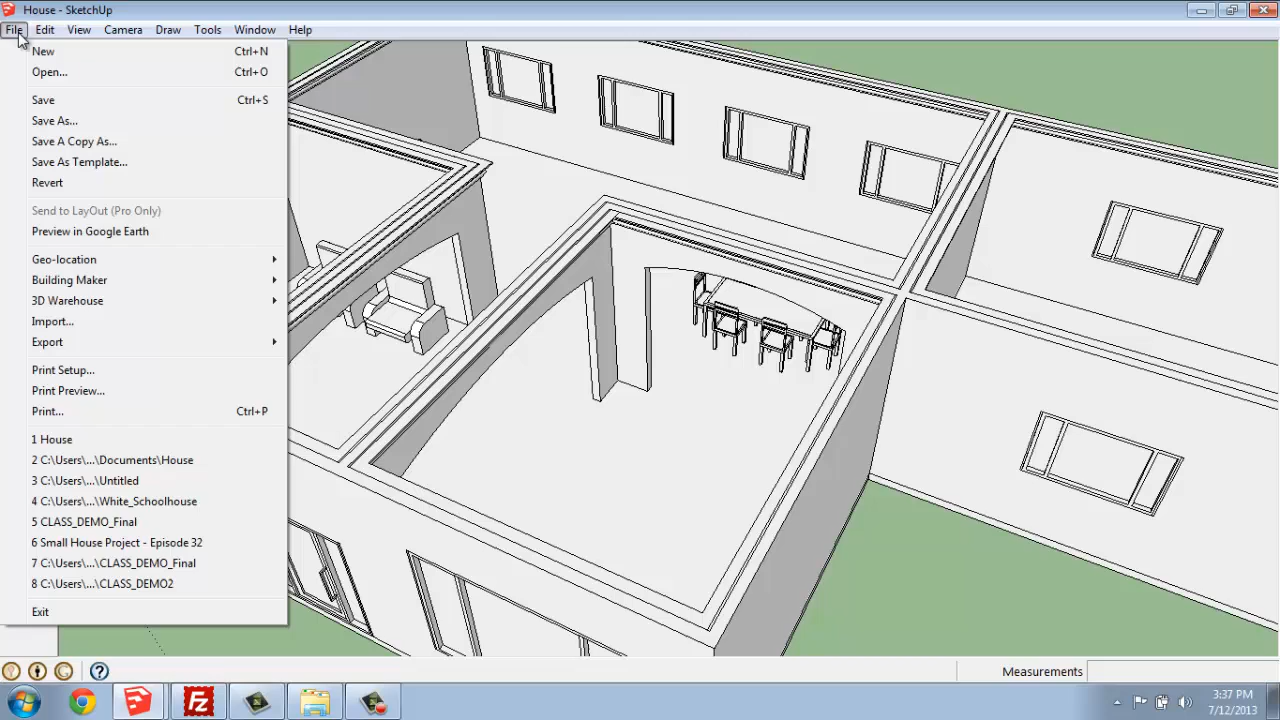 House - SketchUp
File Edit View Camera Draw Tools Window Help
New Ctrl+N
Open... Ctrl+O
Save Ctrl+S
Save As...
Save A Copy As...
Save As Template...
Revert
Send to LayOut (Pro Only)
Preview in Google Earth
Geo-location
Building Maker
3D Warehouse
Import...
Export
Print Setup...
Print Preview...
Print... Ctrl+P
1 House
2 C:\Users\...\Documents\House
3 C:\Users\...\Untitled
4 C:\Users\...\White_Schoolhouse
5 CLASS_DEMO_Final
6 Small House Project - Episode 32
7 C:\Users\...\CLASS_DEMO_Final
8 C:\Users\...\CLASS_DEMO2
Exit
Measurements
Fz
3:37 PM
7/12/2013